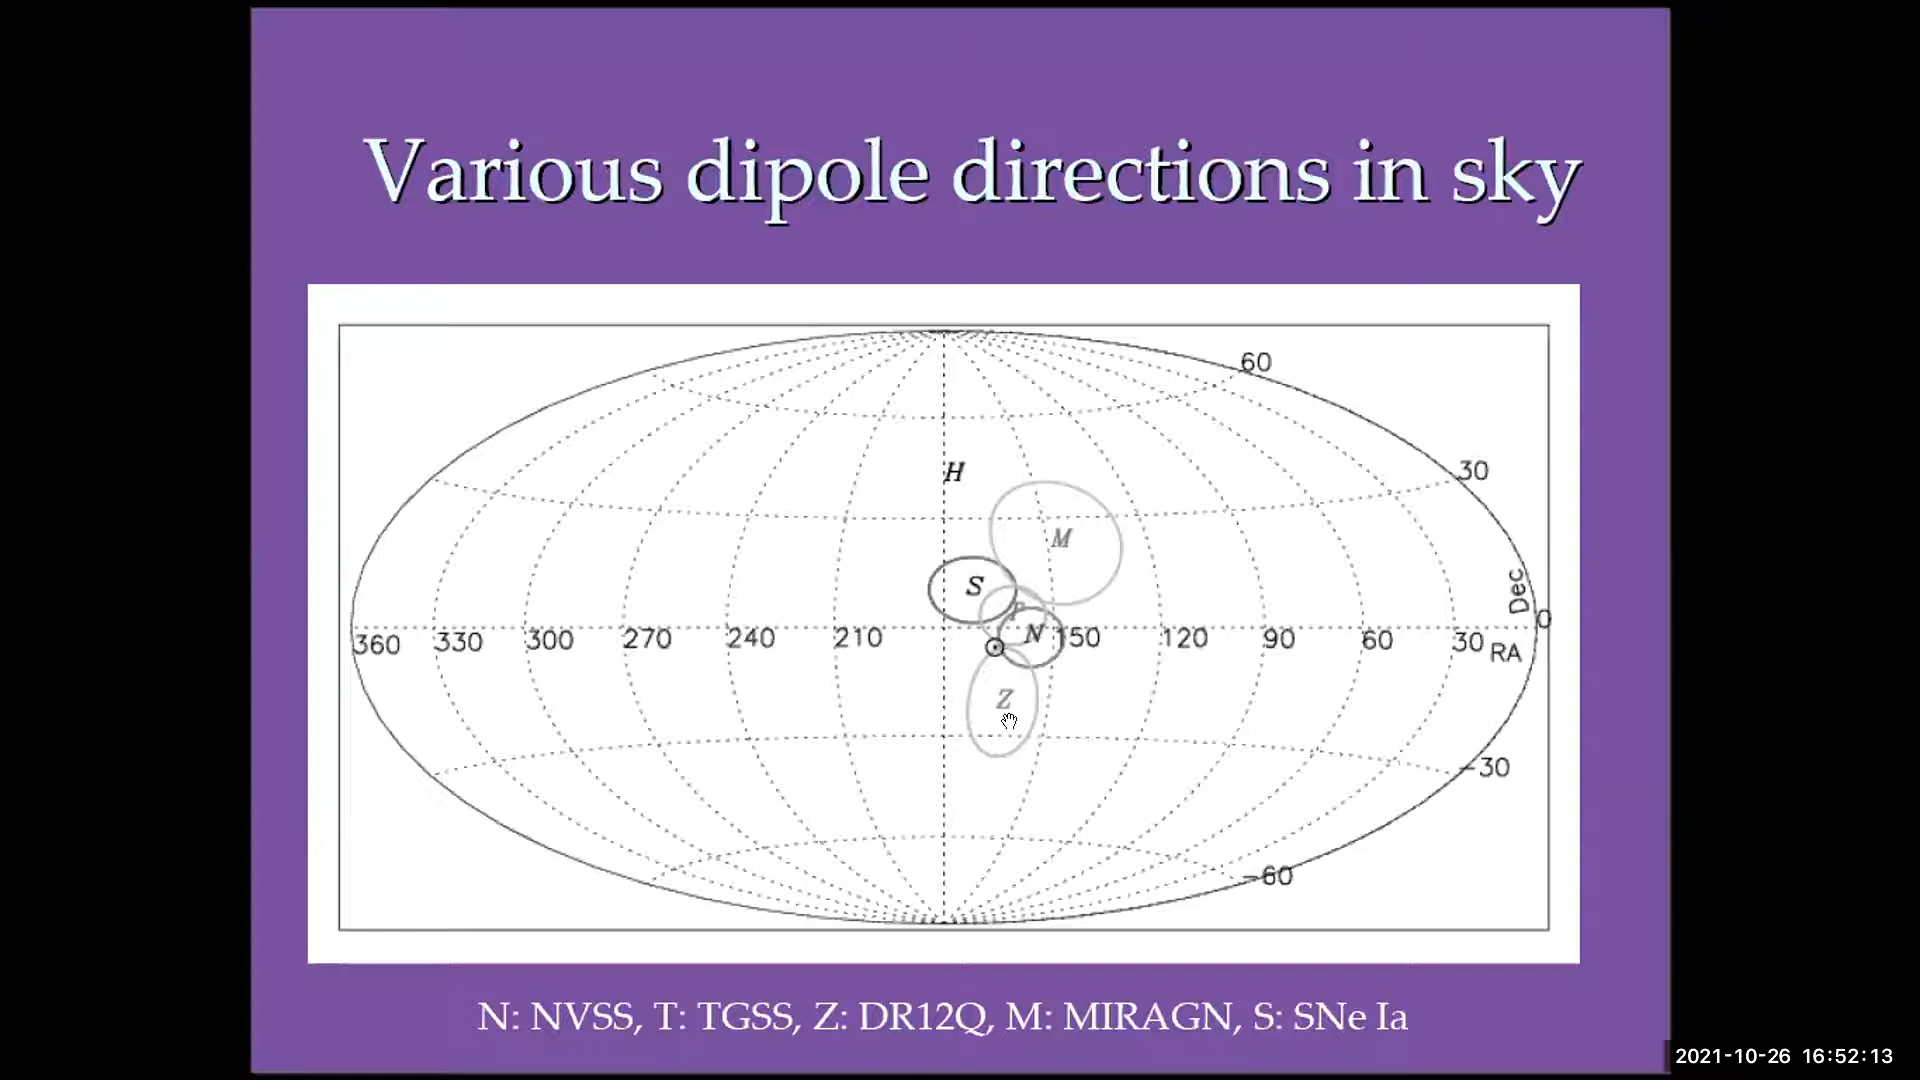 Various dipole directions in sky
60
H
30
M
S
Dec
0
N
360 330 300 270 240 210 150 120 90 60 30 RA
Z
-30
-60
N: NVSS, T: TGSS, Z: DR12Q, M: MIRAGN, S: SNe Ia
2021-10-26 16:52:13